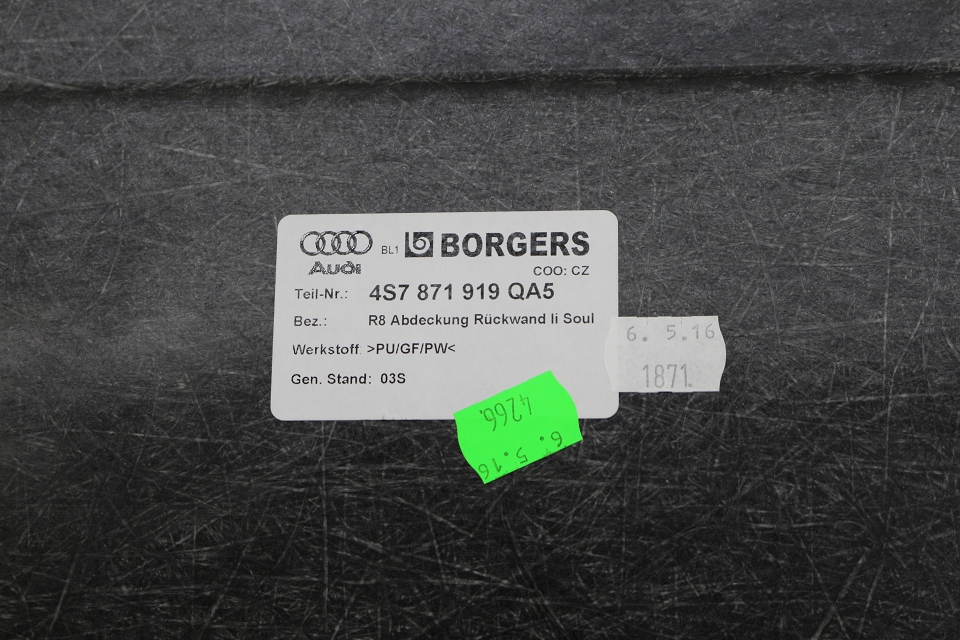 Audi
BL1 BORGERS
COO: CZ
Teil-Nr.: 4S7 871 919 QA5
Bez.: R8 Abdeckung Rückwand li Soul
Werkstoff: >PU/GF/PW<
Gen. Stand: 03S
6. 5.16
1871.
4266.
6. 5.16